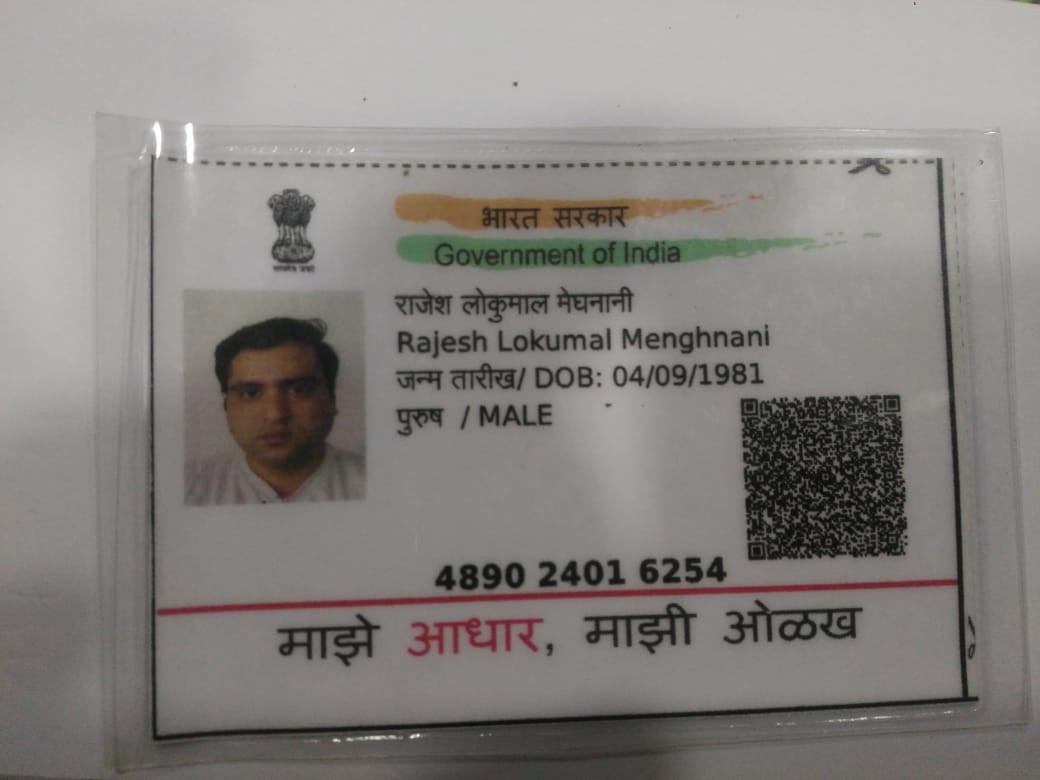 भारत सरकार
Government of India
राजेश लोकुमाल मेघनानी
Rajesh Lokumal Menghnani
जन्म तारीख/ DOB: 04/09/1981
पुरुष / MALE
4890 2401 6254
माझे आधार, माझी ओळख